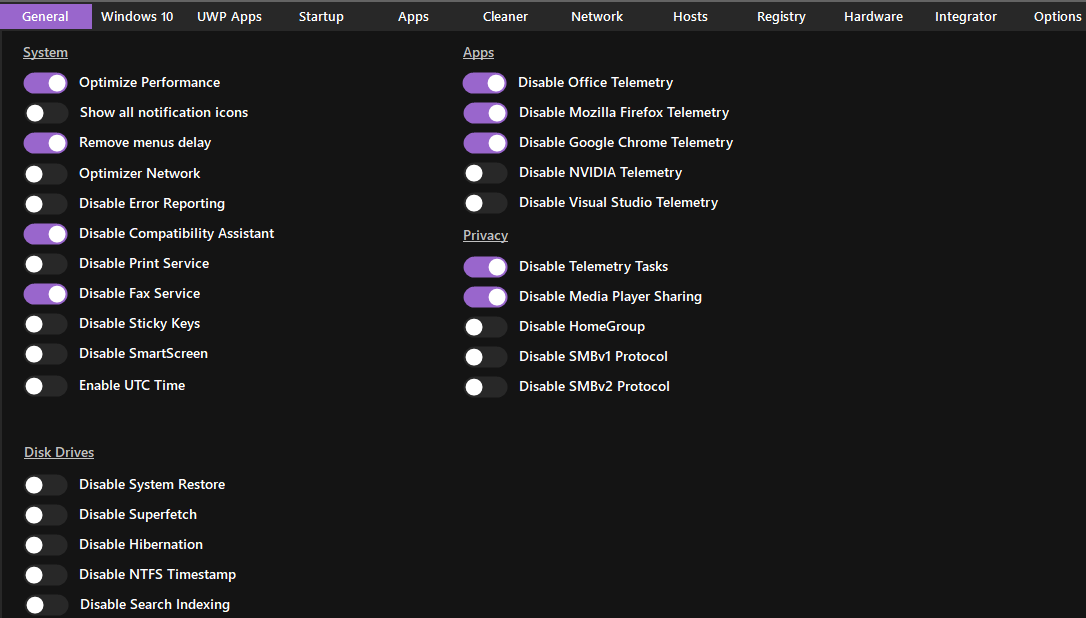 General Windows 10 UWP Apps Startup Apps Cleaner Network Hosts Registry Hardware Integrator Options
System
Optimize Performance
Show all notification icons
Remove menus delay
Optimizer Network
Disable Error Reporting
Disable Compatibility Assistant
Disable Print Service
Disable Fax Service
Disable Sticky Keys
Disable SmartScreen
Enable UTC Time
Disk Drives
Disable System Restore
Disable Superfetch
Disable Hibernation
Disable NTFS Timestamp
Disable Search Indexing
Apps
Disable Office Telemetry
Disable Mozilla Firefox Telemetry
Disable Google Chrome Telemetry
Disable NVIDIA Telemetry
Disable Visual Studio Telemetry
Privacy
Disable Telemetry Tasks
Disable Media Player Sharing
Disable HomeGroup
Disable SMBv1 Protocol
Disable SMBv2 Protocol